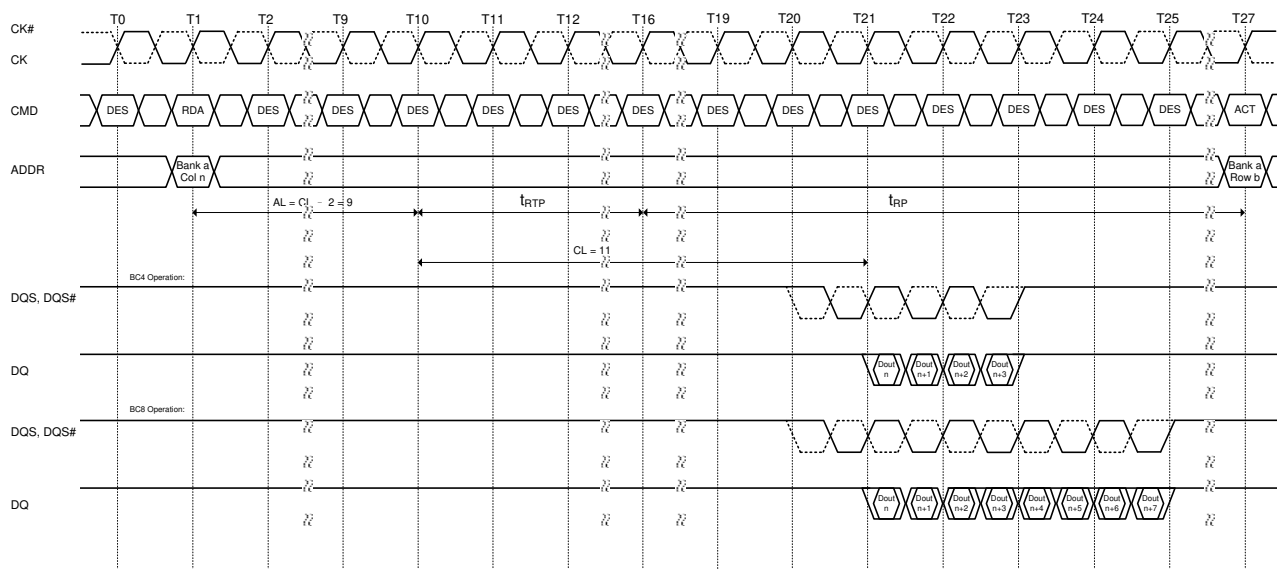 T0 T1 T2 T9 T10 T11 T12 T16 T19 T20 T21 T22 T23 T24 T25 T27
CK#
CK
CMD DES RDA DES DES DES DES DES DES DES DES DES DES DES DES DES ACT
ADDR Bank a Col n Bank a Row b
AL = CL - 2 = 9 tRTP tRP
CL = 11
BC4 Operation:
DQS, DQS#
DQ Dout n Dout n+1 Dout n+2 Dout n+3
BC8 Operation:
DQS, DQS#
DQ Dout n Dout n+1 Dout n+2 Dout n+3 Dout n+4 Dout n+5 Dout n+6 Dout n+7